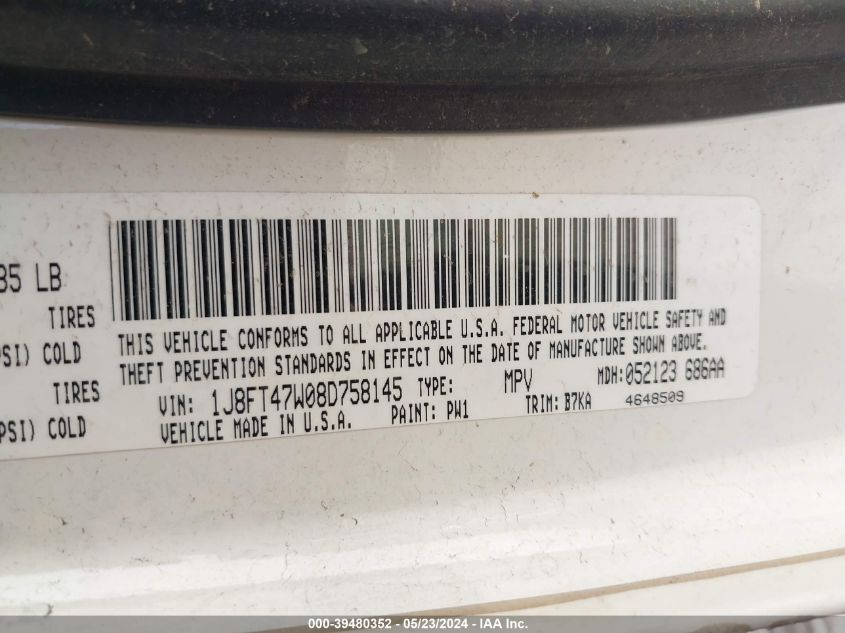 85 LB
TIRES
PSI) COLD
TIRES
PSI) COLD
THIS VEHICLE CONFORMS TO ALL APPLICABLE U.S.A. FEDERAL MOTOR VEHICLE SAFETY AND
THEFT PREVENTION STANDARDS IN EFFECT ON THE DATE OF MANUFACTURE SHOWN ABOVE.
VIN: 1J8FT47W08D758145 TYPE: MPV MDH:052123 686AA
VEHICLE MADE IN U.S.A. PAINT: PW1 TRIM: B7KA 4648509
000-39480352 - 05/23/2024 - IAA Inc.